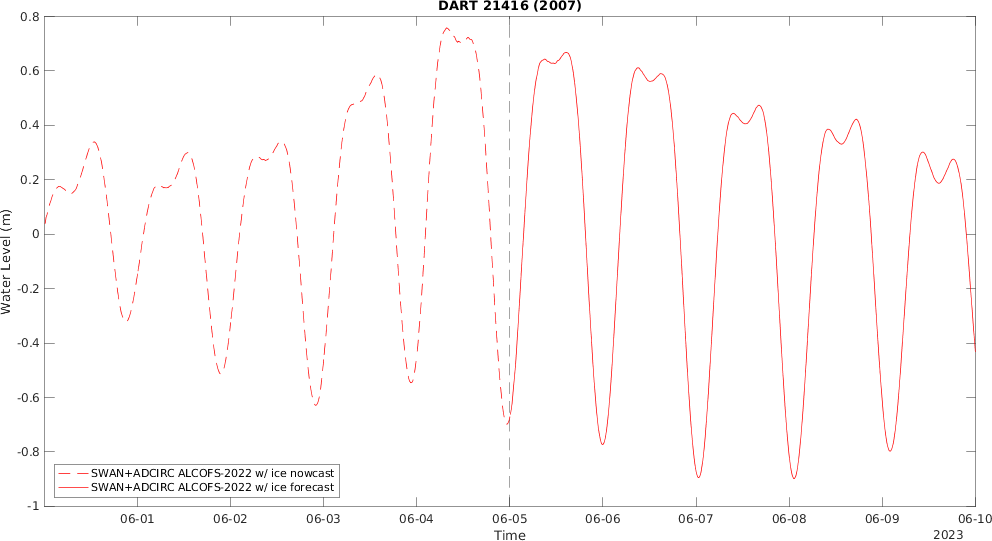 DART 21416 (2007)
0.8
0.6
0.4
0.2
0
-0.2
-0.4
-0.6
-0.8
-1
Water Level (m)
SWAN+ADCIRC ALCOFS-2022 w/ ice nowcast
SWAN+ADCIRC ALCOFS-2022 w/ ice forecast
06-01 06-02 06-03 06-04 06-05 06-06 06-07 06-08 06-09 06-10
Time
2023